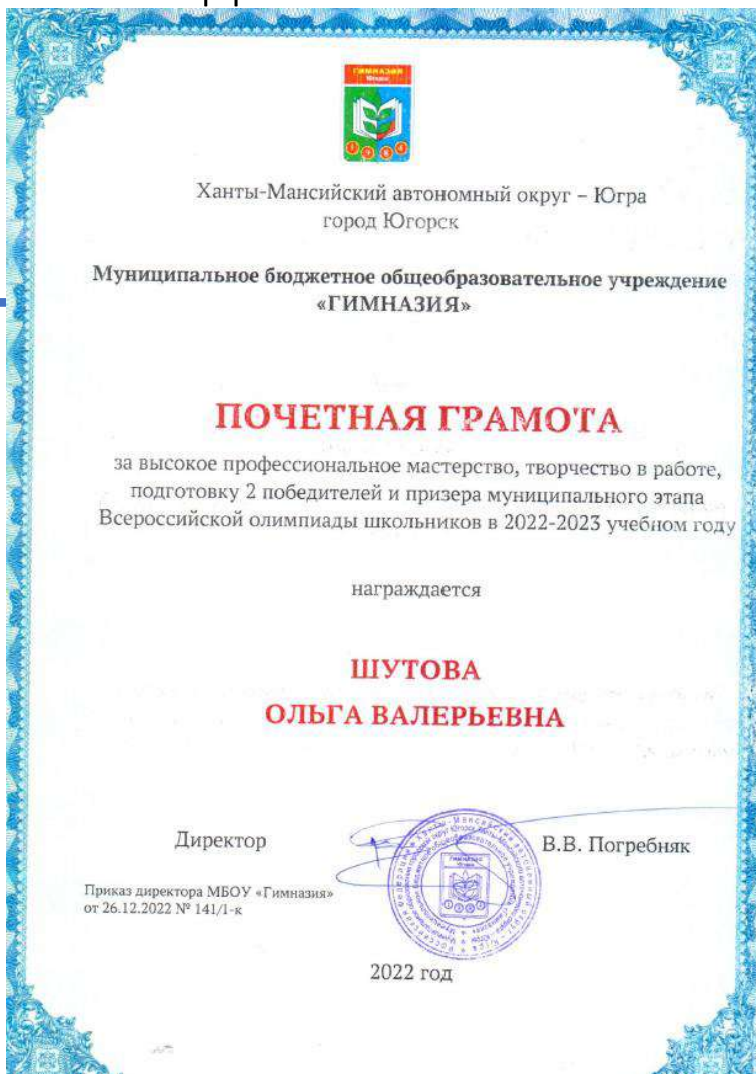 ГИМНАЗИЯ
Ханты-Мансийский автономный округ – Югра
город Югорск
Муниципальное бюджетное общеобразовательное учреждение
«ГИМНАЗИЯ»
ПОЧЕТНАЯ ГРАМОТА
за высокое профессиональное мастерство, творчество в работе,
подготовку 2 победителей и призера муниципального этапа
Всероссийской олимпиады школьников в 2022-2023 учебном году
награждается
ШУТОВА
ОЛЬГА ВАЛЕРЬЕВНА
Директор
В.В. Погребняк
Приказ директора МБОУ «Гимназия»
от 26.12.2022 № 141/1-к
2022 год